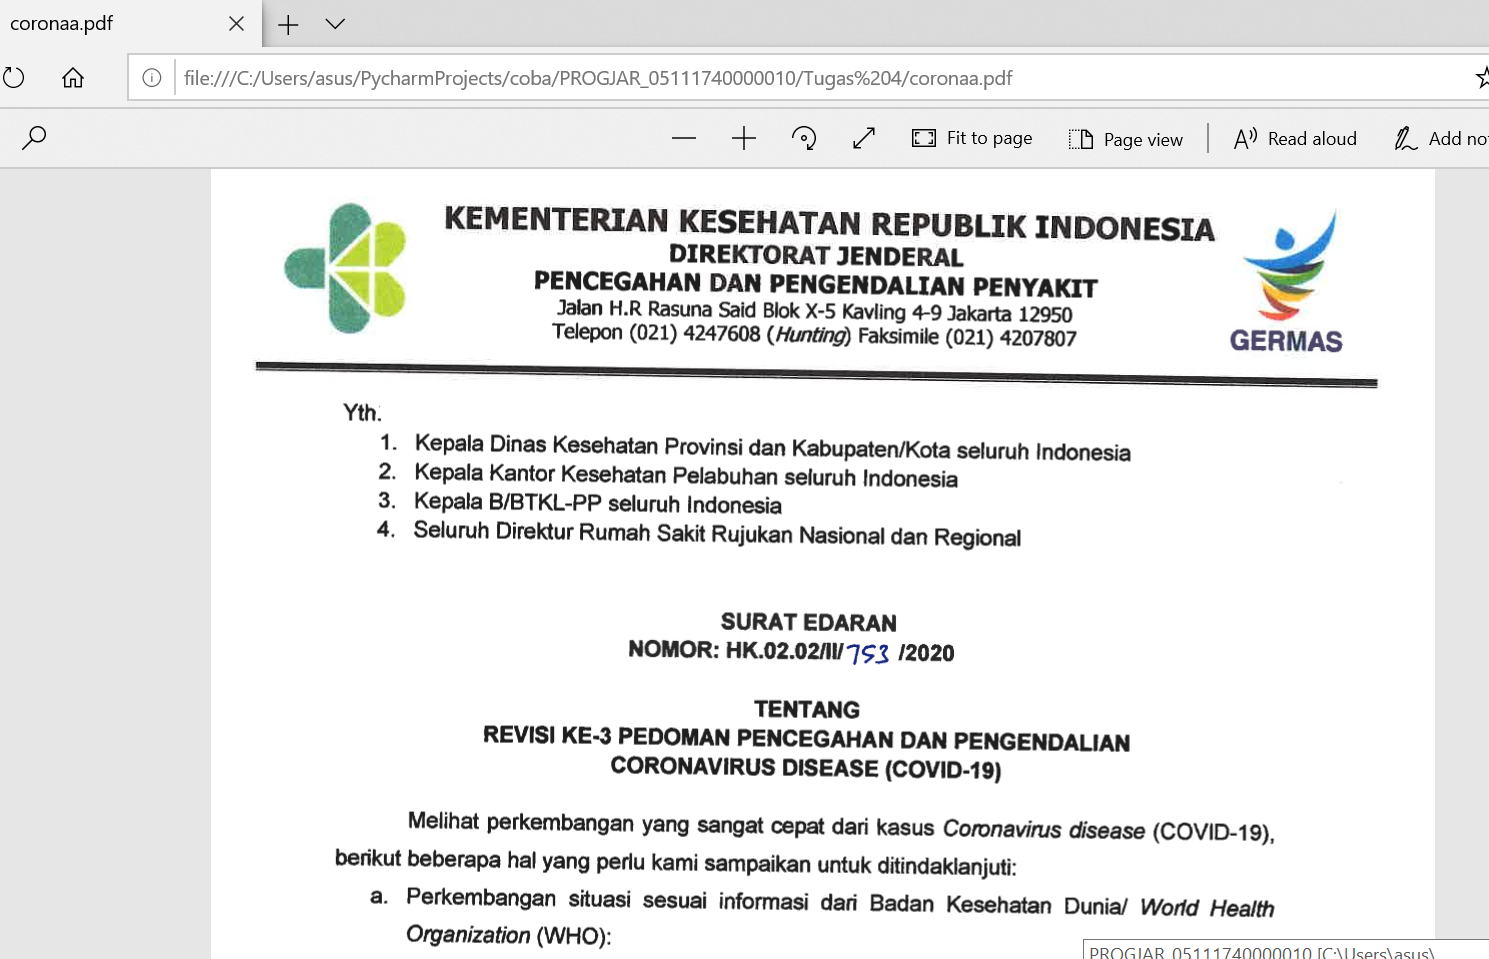 coronaa.pdf
file:///C:/Users/asus/PycharmProjects/coba/PROGJAR_05111740000010/Tugas%204/coronaa.pdf
Fit to page
Page view
Read aloud
Add no
KEMENTERIAN KESEHATAN REPUBLIK INDONESIA
DIREKTORAT JENDERAL
PENCEGAHAN DAN PENGENDALIAN PENYAKIT
Jalan H.R Rasuna Said Blok X-5 Kavling 4-9 Jakarta 12950
Telepon (021) 4247608 (Hunting) Faksimile (021) 4207807
GERMAS
Yth.
1. Kepala Dinas Kesehatan Provinsi dan Kabupaten/Kota seluruh Indonesia
2. Kepala Kantor Kesehatan Pelabuhan seluruh Indonesia
3. Kepala B/BTKL-PP seluruh Indonesia
4. Seluruh Direktur Rumah Sakit Rujukan Nasional dan Regional
SURAT EDARAN
NOMOR: HK.02.02/II/753 /2020
TENTANG
REVISI KE-3 PEDOMAN PENCEGAHAN DAN PENGENDALIAN
CORONAVIRUS DISEASE (COVID-19)
Melihat perkembangan yang sangat cepat dari kasus Coronavirus disease (COVID-19),
berikut beberapa hal yang perlu kami sampaikan untuk ditindaklanjuti:
a. Perkembangan situasi sesuai informasi dari Badan Kesehatan Dunia/ World Health
Organization (WHO):
PROGJAR_05111740000010 [C:\Users\asus\